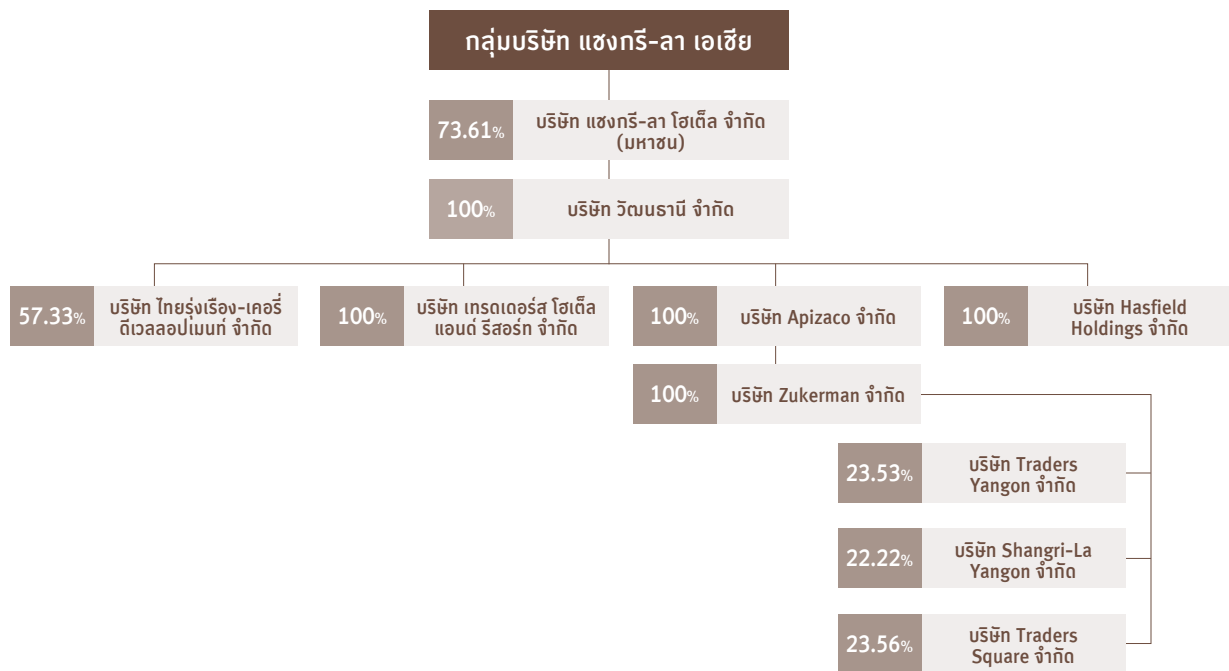 กลุ่มบริษัท แชงกรี-ลา เอเชีย
73.61%
บริษัท แชงกรี-ลา โฮเต็ล จำกัด
(มหาชน)
100%
บริษัท วัฒนธานี จำกัด
57.33%
บริษัท ไทยรุ่งเรือง-เคอรี่
ดีเวลลอปเมนท์ จำกัด
100%
บริษัท เทรดเดอร์ส โฮเต็ล
แอนด์ รีสอร์ท จำกัด
100%
บริษัท Apizaco จำกัด
100%
บริษัท Hasfield
Holdings จำกัด
100%
บริษัท Zukerman จำกัด
23.53%
บริษัท Traders
Yangon จำกัด
22.22%
บริษัท Shangri-La
Yangon จำกัด
23.56%
บริษัท Traders
Square จำกัด